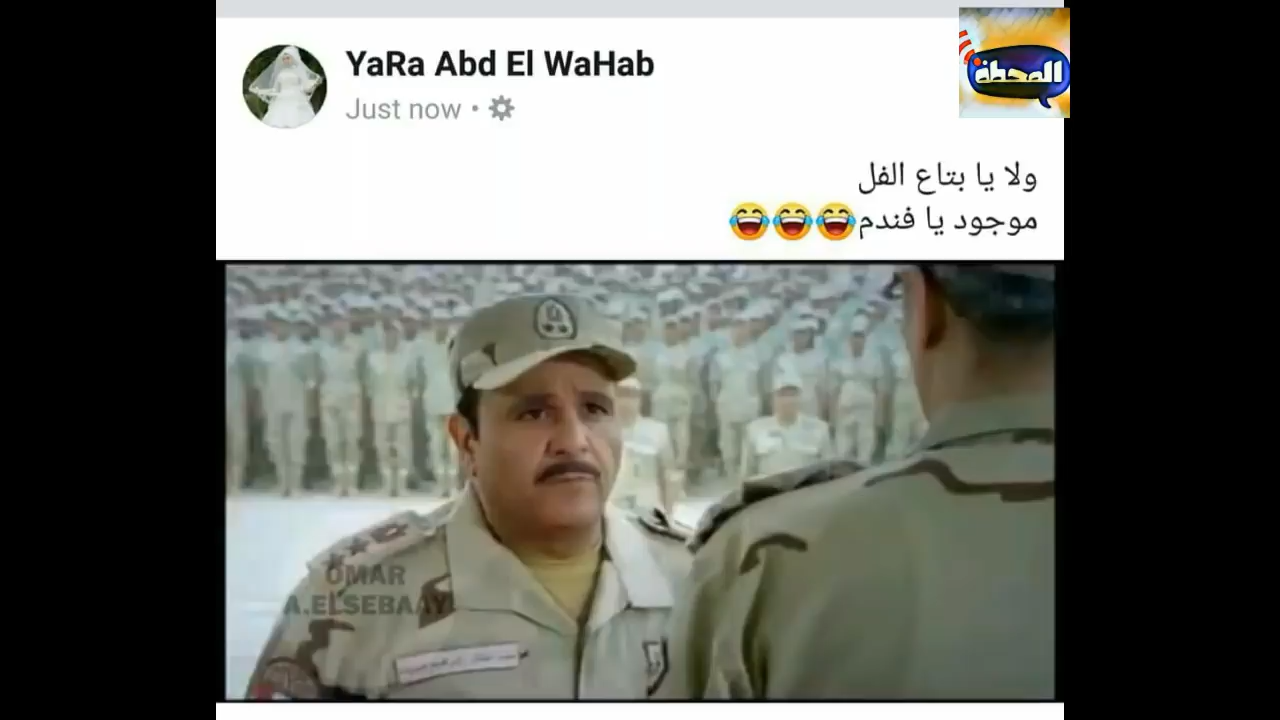 YaRa Abd El WaHab
المحطة
Just now •
ولا يا بتاع الفل
موجود يا فندم😂😂😂
OMAR
A.ELSEBAAY